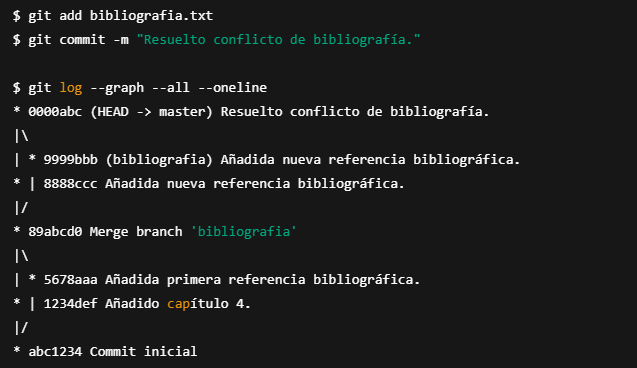 $ git add bibliografia.txt
$ git commit -m "Resuelto conflicto de bibliografía."
$ git log --graph --all --oneline
* 0000abc (HEAD -> master) Resuelto conflicto de bibliografía.
|\
| * 9999bbb (bibliografia) Añadida nueva referencia bibliográfica.
* | 8888ccc Añadida nueva referencia bibliográfica.
|/
* 89abcd0 Merge branch 'bibliografia'
|\
| * 5678aaa Añadida primera referencia bibliográfica.
* | 1234def Añadido capítulo 4.
|/
* abc1234 Commit inicial